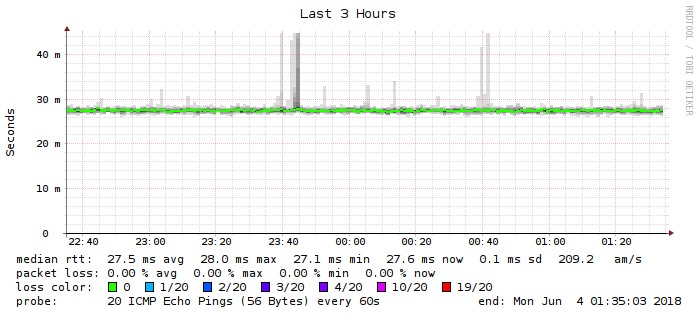 Last 3 Hours
RRDTOOL / TOBI OETIKER
Seconds
40 m
30 m
20 m
10 m
0
22:40 23:00 23:20 23:40 00:00 00:20 00:40 01:00 01:20
median rtt: 27.5 ms avg 28.0 ms max 27.1 ms min 27.6 ms now 0.1 ms sd 209.2 am/s
packet loss: 0.00 % avg 0.00 % max 0.00 % min 0.00 % now
loss color: 0 1/20 2/20 3/20 4/20 10/20 19/20
probe: 20 ICMP Echo Pings (56 Bytes) every 60s end: Mon Jun 4 01:35:03 2018